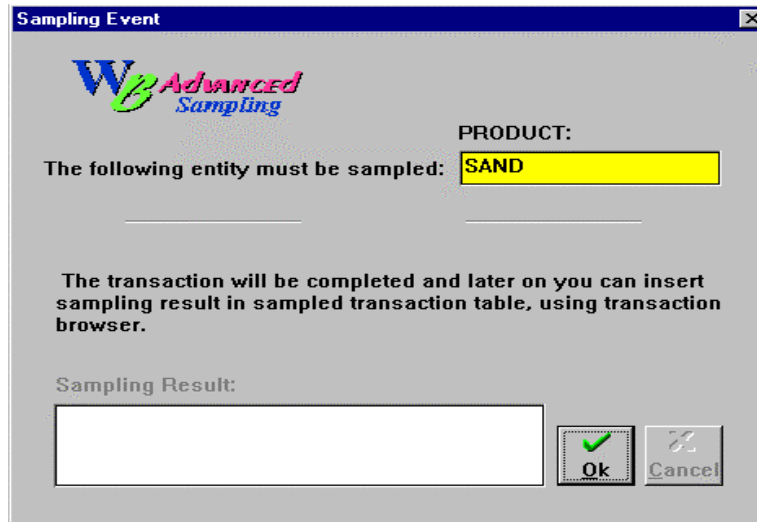 Sampling Event
WB Advanced
Sampling
PRODUCT:
The following entity must be sampled: SAND
The transaction will be completed and later on you can insert
sampling result in sampled transaction table, using transaction
browser.
Sampling Result:
Ok Cancel